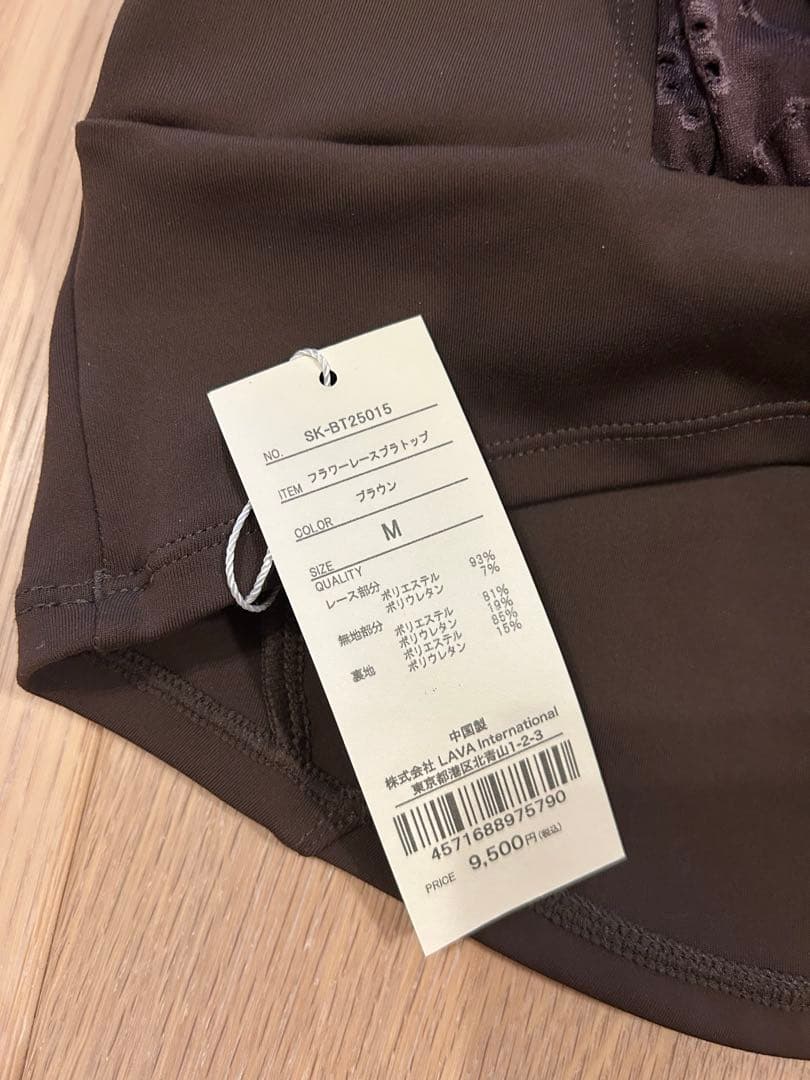 NO. SK-BT25015
ITEM フラワーレースブラトップ
COLOR ブラウン
SIZE M
QUALITY
レース部分 ポリエステル 93%
ポリウレタン 7%
無地部分 ポリエステル 81%
ポリウレタン 19%
裏地 ポリエステル 85%
ポリウレタン 15%
中国製
株式会社 LAVA International
東京都港区北青山1-2-3
4571688975790
PRICE 9,500円(税込)